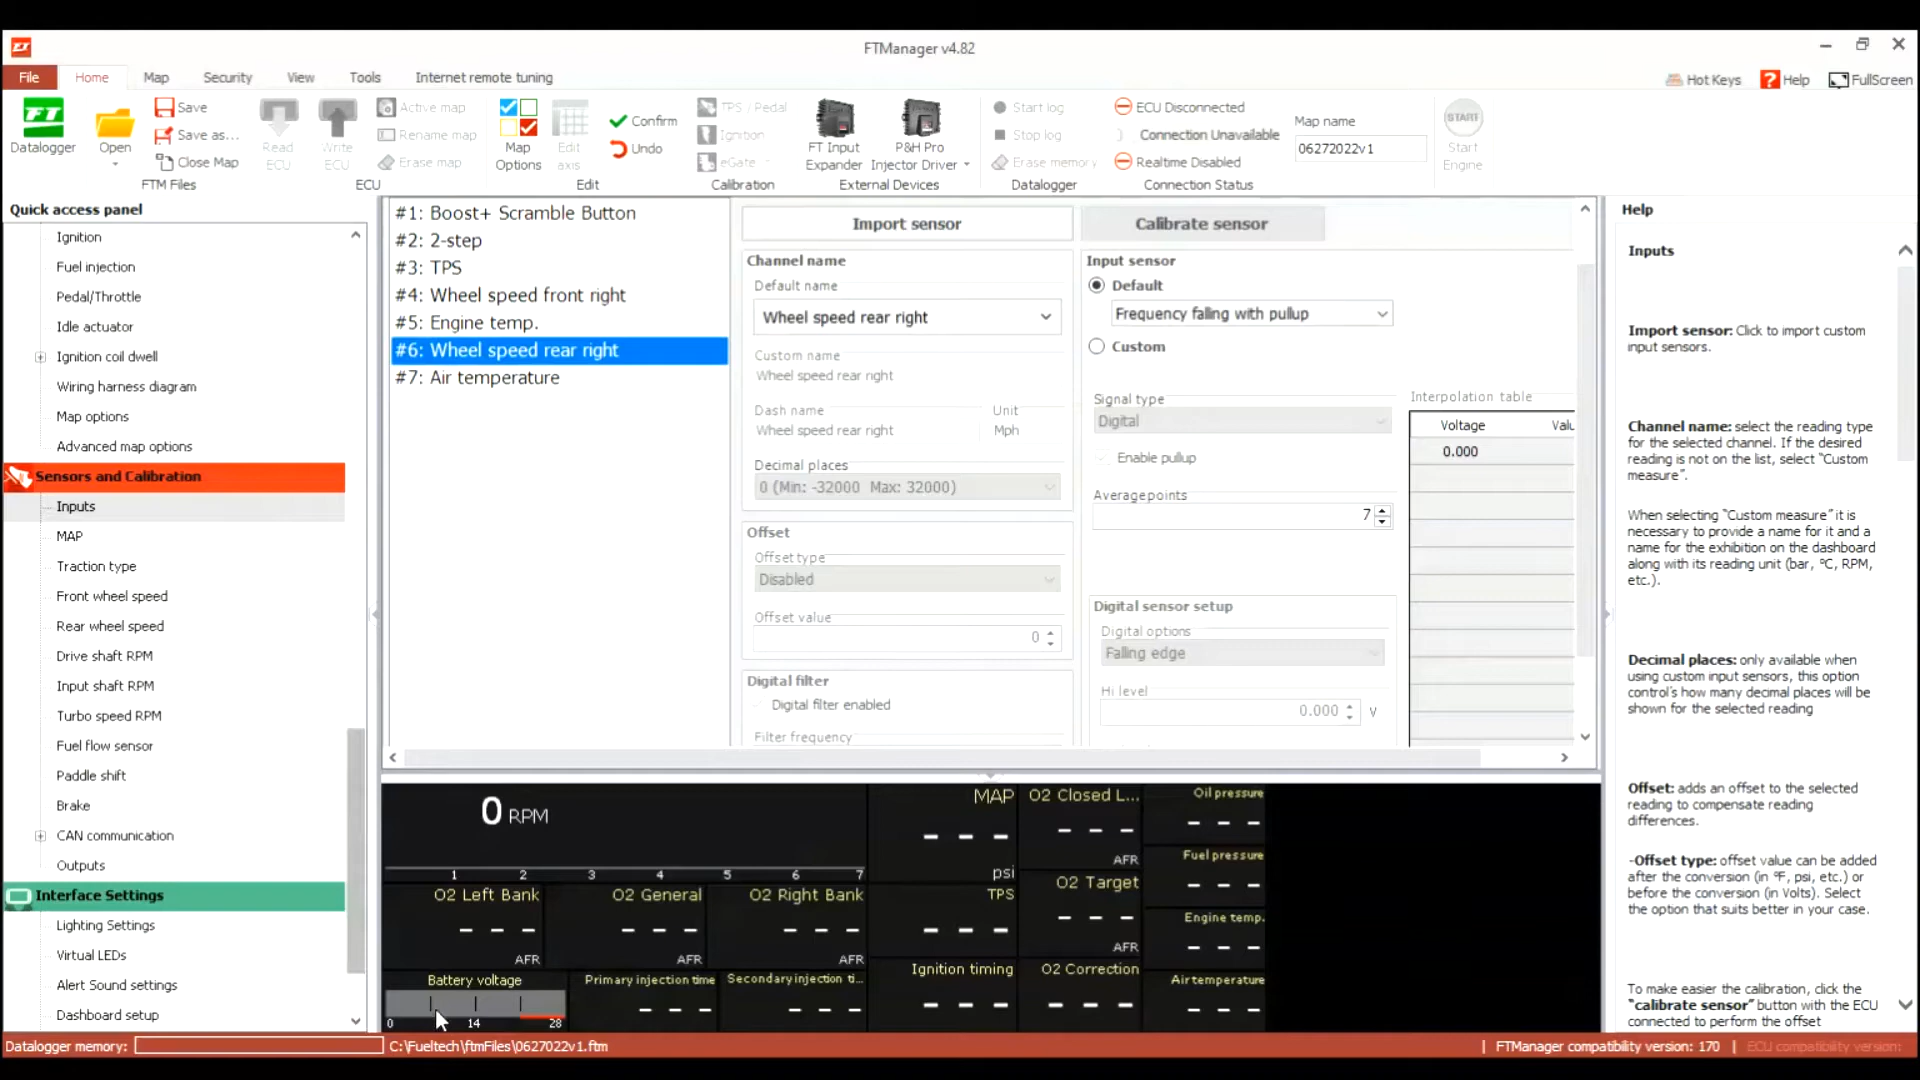 FTManager v4.82
File Home Map Security View Tools Internet remote tuning
Hot Keys Help FullScreen
FT Datalogger
Open
Save
Save as...
Close Map
FTM Files
Read ECU
Write ECU
Active map
Rename map
Erase map
ECU
Map Options
Edit axis
Confirm
Undo
Edit
TPS / Pedal
Ignition
eGate
Calibration
FT Input Expander
P&H Pro Injector Driver
External Devices
Start log
Stop log
Erase memory
Datalogger
ECU Disconnected
Connection Unavailable
Realtime Disabled
Connection Status
Map name
06272022v1
START
Start Engine
Quick access panel
Ignition
Fuel injection
Pedal/Throttle
Idle actuator
Ignition coil dwell
Wiring harness diagram
Map options
Advanced map options
Sensors and Calibration
Inputs
MAP
Traction type
Front wheel speed
Rear wheel speed
Drive shaft RPM
Input shaft RPM
Turbo speed RPM
Fuel flow sensor
Paddle shift
Brake
CAN communication
Outputs
Interface Settings
Lighting Settings
Virtual LEDs
Alert Sound settings
Dashboard setup
#1: Boost+ Scramble Button
#2: 2-step
#3: TPS
#4: Wheel speed front right
#5: Engine temp.
#6: Wheel speed rear right
#7: Air temperature
Import sensor
Channel name
Default name
Wheel speed rear right
Custom name
Wheel speed rear right
Dash name Unit
Wheel speed rear right Mph
Decimal places
0 (Min: -32000 Max: 32000)
Offset
Offset type
Disabled
Offset value
0
Digital filter
Digital filter enabled
Filter frequency
Calibrate sensor
Input sensor
Default
Frequency falling with pullup
Custom
Signal type
Digital
Enable pullup
Average points
7
Digital sensor setup
Digital options
Falling edge
Hi level
0.000 V
Interpolation table
Voltage Valu
0.000
0 RPM
1 2 3 4 5 6 7
O2 Left Bank
– – –
AFR
O2 General
– – –
AFR
O2 Right Bank
– – –
AFR
Battery voltage
0 14 28
Primary injection time
– – –
Secondary injection ti...
– – –
MAP
– – –
psi
TPS
– – –
Ignition timing
– – –
O2 Closed L...
– – –
AFR
O2 Target
– – –
AFR
O2 Correction
– – –
Oil pressure
– – –
Fuel pressure
– – –
Engine temp.
– – –
Air temperature
– – –
Help
Inputs
Import sensor: Click to import custom
input sensors.
Channel name: select the reading type
for the selected channel. If the desired
reading is not on the list, select "Custom
measure".
When selecting "Custom measure" it is
necessary to provide a name for it and a
name for the exhibition on the dashboard
along with its reading unit (bar, °C, RPM,
etc.).
Decimal places: only available when
using custom input sensors, this option
control's how many decimal places will be
shown for the selected reading
Offset: adds an offset to the selected
reading to compensate reading
differences.
-Offset type: offset value can be added
after the conversion (in °F, psi, etc.) or
before the conversion (in Volts). Select
the option that suits better in your case.
To make easier the calibration, click the
"calibrate sensor" button with the ECU
connected to perform the offset
Datalogger memory: C:\Fueltech\ftmFiles\0627022v1.ftm
| FTManager compatibility version: 170 | ECU compatibility version: